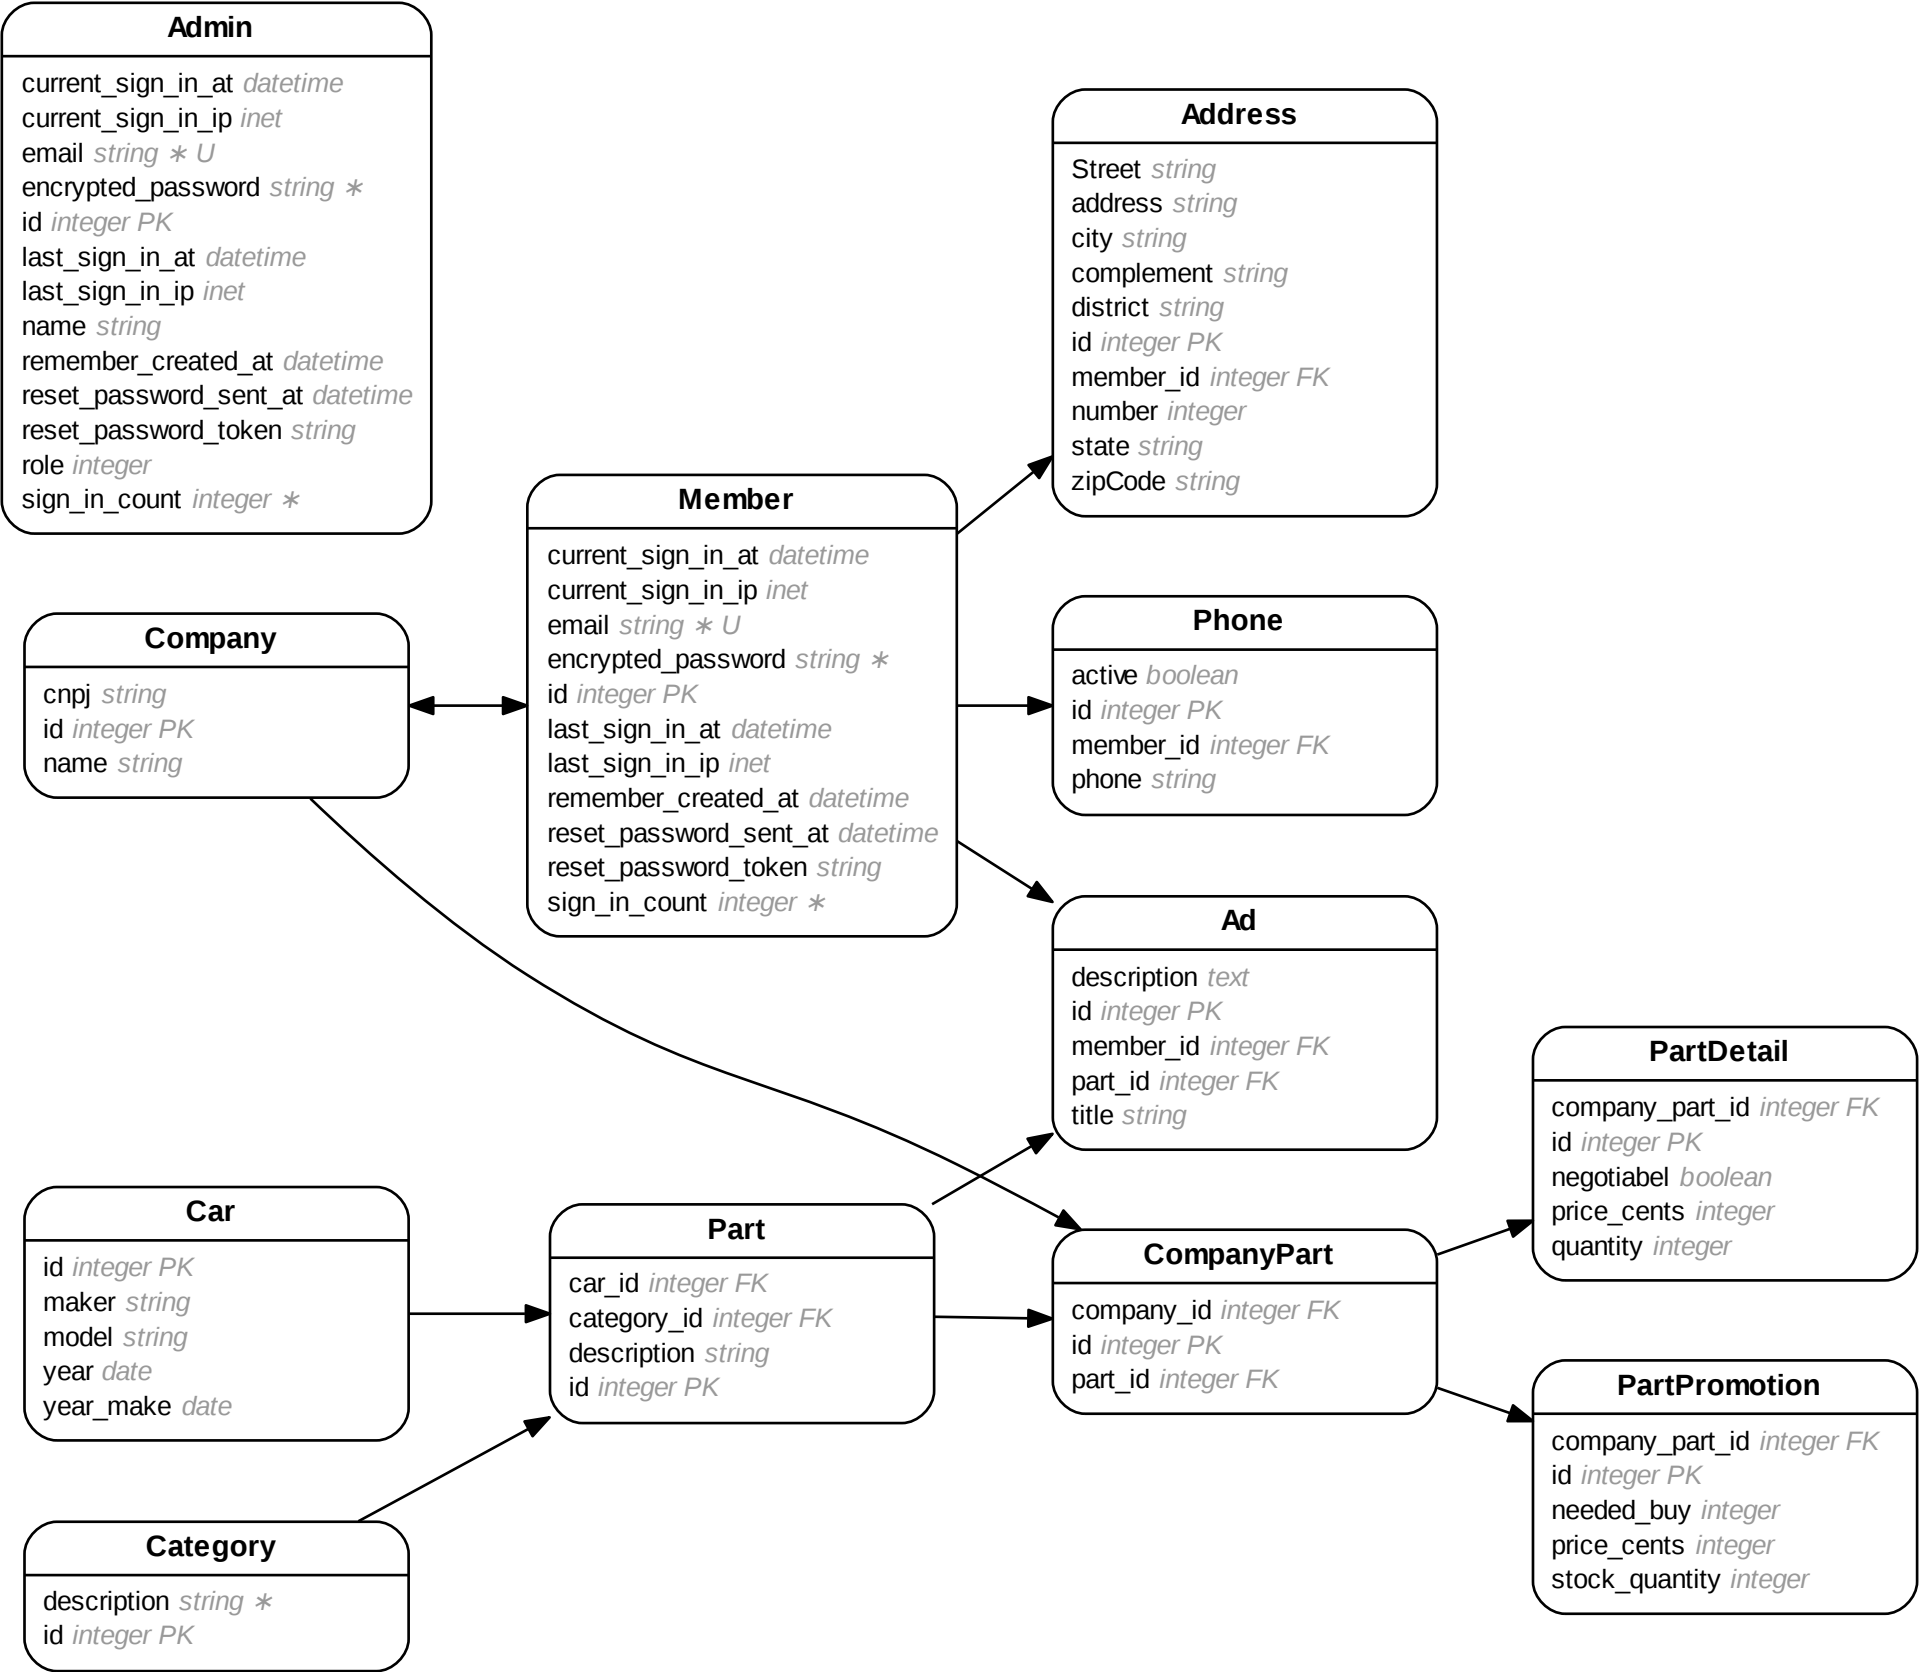 Admin
current_sign_in_at datetime
current_sign_in_ip inet
email string ∗ U
encrypted_password string ∗
id integer PK
last_sign_in_at datetime
last_sign_in_ip inet
name string
remember_created_at datetime
reset_password_sent_at datetime
reset_password_token string
role integer
sign_in_count integer ∗
Address
Street string
address string
city string
complement string
district string
id integer PK
member_id integer FK
number integer
state string
zipCode string
Member
current_sign_in_at datetime
current_sign_in_ip inet
email string ∗ U
encrypted_password string ∗
id integer PK
last_sign_in_at datetime
last_sign_in_ip inet
remember_created_at datetime
reset_password_sent_at datetime
reset_password_token string
sign_in_count integer ∗
Company
cnpj string
id integer PK
name string
Phone
active boolean
id integer PK
member_id integer FK
phone string
Ad
description text
id integer PK
member_id integer FK
part_id integer FK
title string
PartDetail
company_part_id integer FK
id integer PK
negotiabel boolean
price_cents integer
quantity integer
Car
id integer PK
maker string
model string
year date
year_make date
Part
car_id integer FK
category_id integer FK
description string
id integer PK
CompanyPart
company_id integer FK
id integer PK
part_id integer FK
PartPromotion
company_part_id integer FK
id integer PK
needed_buy integer
price_cents integer
stock_quantity integer
Category
description string ∗
id integer PK